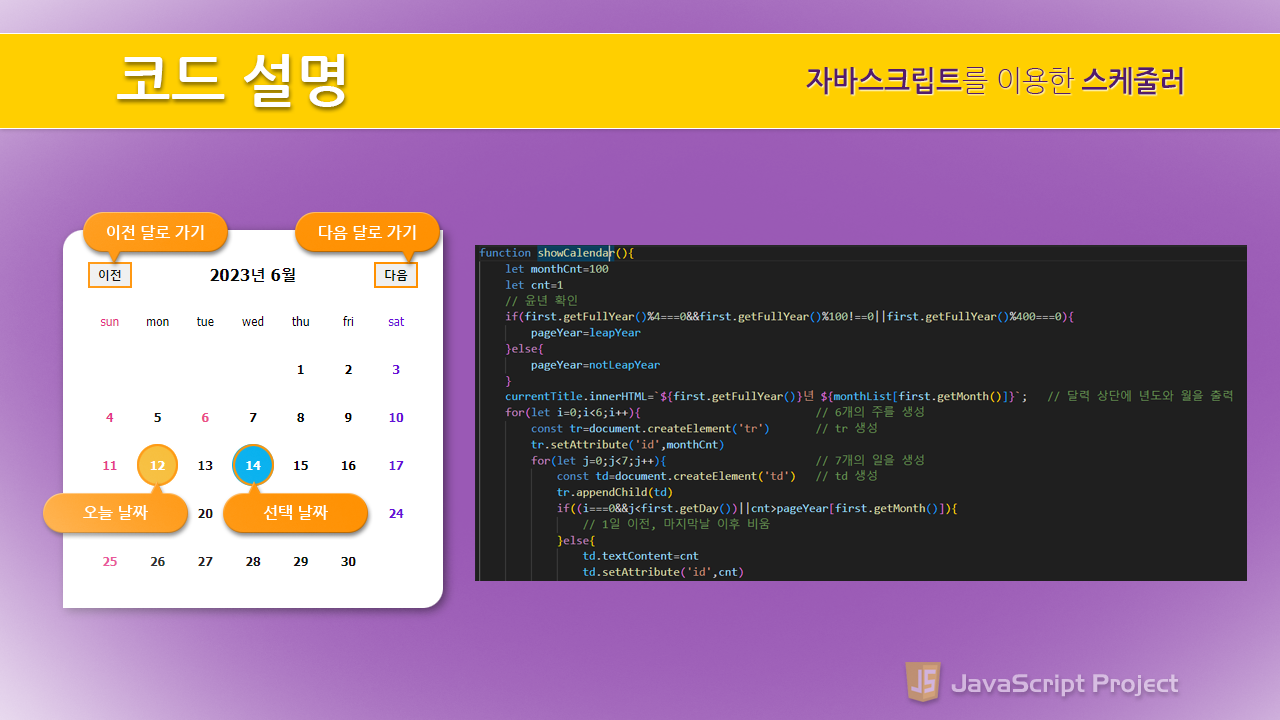 코드 설명
자바스크립트를 이용한 스케줄러
이전 달로 가기
다음 달로 가기
이전
2023년 6월
다음
sun mon tue wed thu fri sat
1 2 3
4 5 6 7 8 9 10
11 12 13 14 15 16 17
오늘 날짜
20
선택 날짜
24
25 26 27 28 29 30
function showCalendar(){
    let monthCnt=100
    let cnt=1
    // 윤년 확인
    if(first.getFullYear()%4===0&&first.getFullYear()%100!==0||first.getFullYear()%400===0){
        pageYear=leapYear
    }else{
        pageYear=notLeapYear
    }
    currentTitle.innerHTML=`${first.getFullYear()}년 ${monthList[first.getMonth()]}`;   // 달력 상단에 년도와 월을 출력
    for(let i=0;i<6;i++){                           // 6개의 주를 생성
        const tr=document.createElement('tr')       // tr 생성
        tr.setAttribute('id',monthCnt)
        for(let j=0;j<7;j++){                       // 7개의 일을 생성
            const td=document.createElement('td')   // td 생성
            tr.appendChild(td)
            if((i===0&&j<first.getDay())||cnt>pageYear[first.getMonth()]){
                // 1일 이전, 마지막날 이후 비움
            }else{
                td.textContent=cnt
                td.setAttribute('id',cnt)
JS JavaScript Project